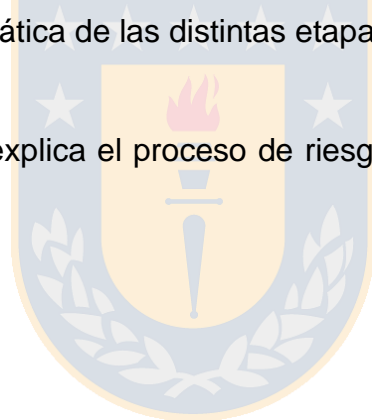 ática de las distintas etapa
explica el proceso de riesg